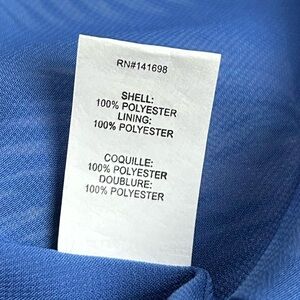 RN#141698
SHELL:
100% POLYESTER
LINING:
100% POLYESTER
COQUILLE:
100% POLYESTER
DOUBLURE:
100% POLYESTER